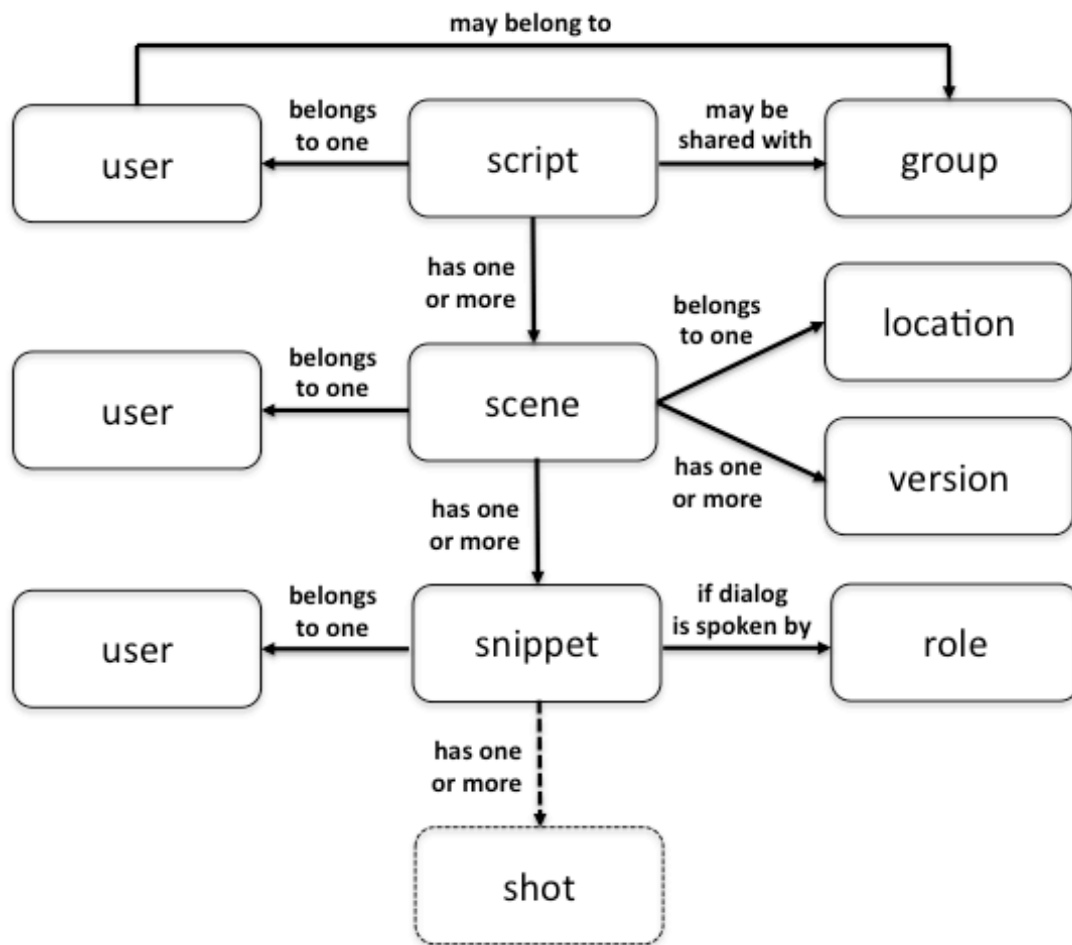 may belong to
belongs
to one
may be
shared with
user
script
group
has one
or more
belongs
to one
location
belongs
to one
user
scene
has one
or more
version
has one
or more
belongs
to one
if dialog
is spoken by
user
snippet
role
has one
or more
shot